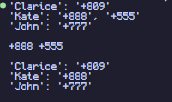 'Clarice': '+809'
'Kate': '+888', '+555'
'John': '+777'
+888 +555
'Clarice': '+809'
'Kate': '+888'
'John': '+777'